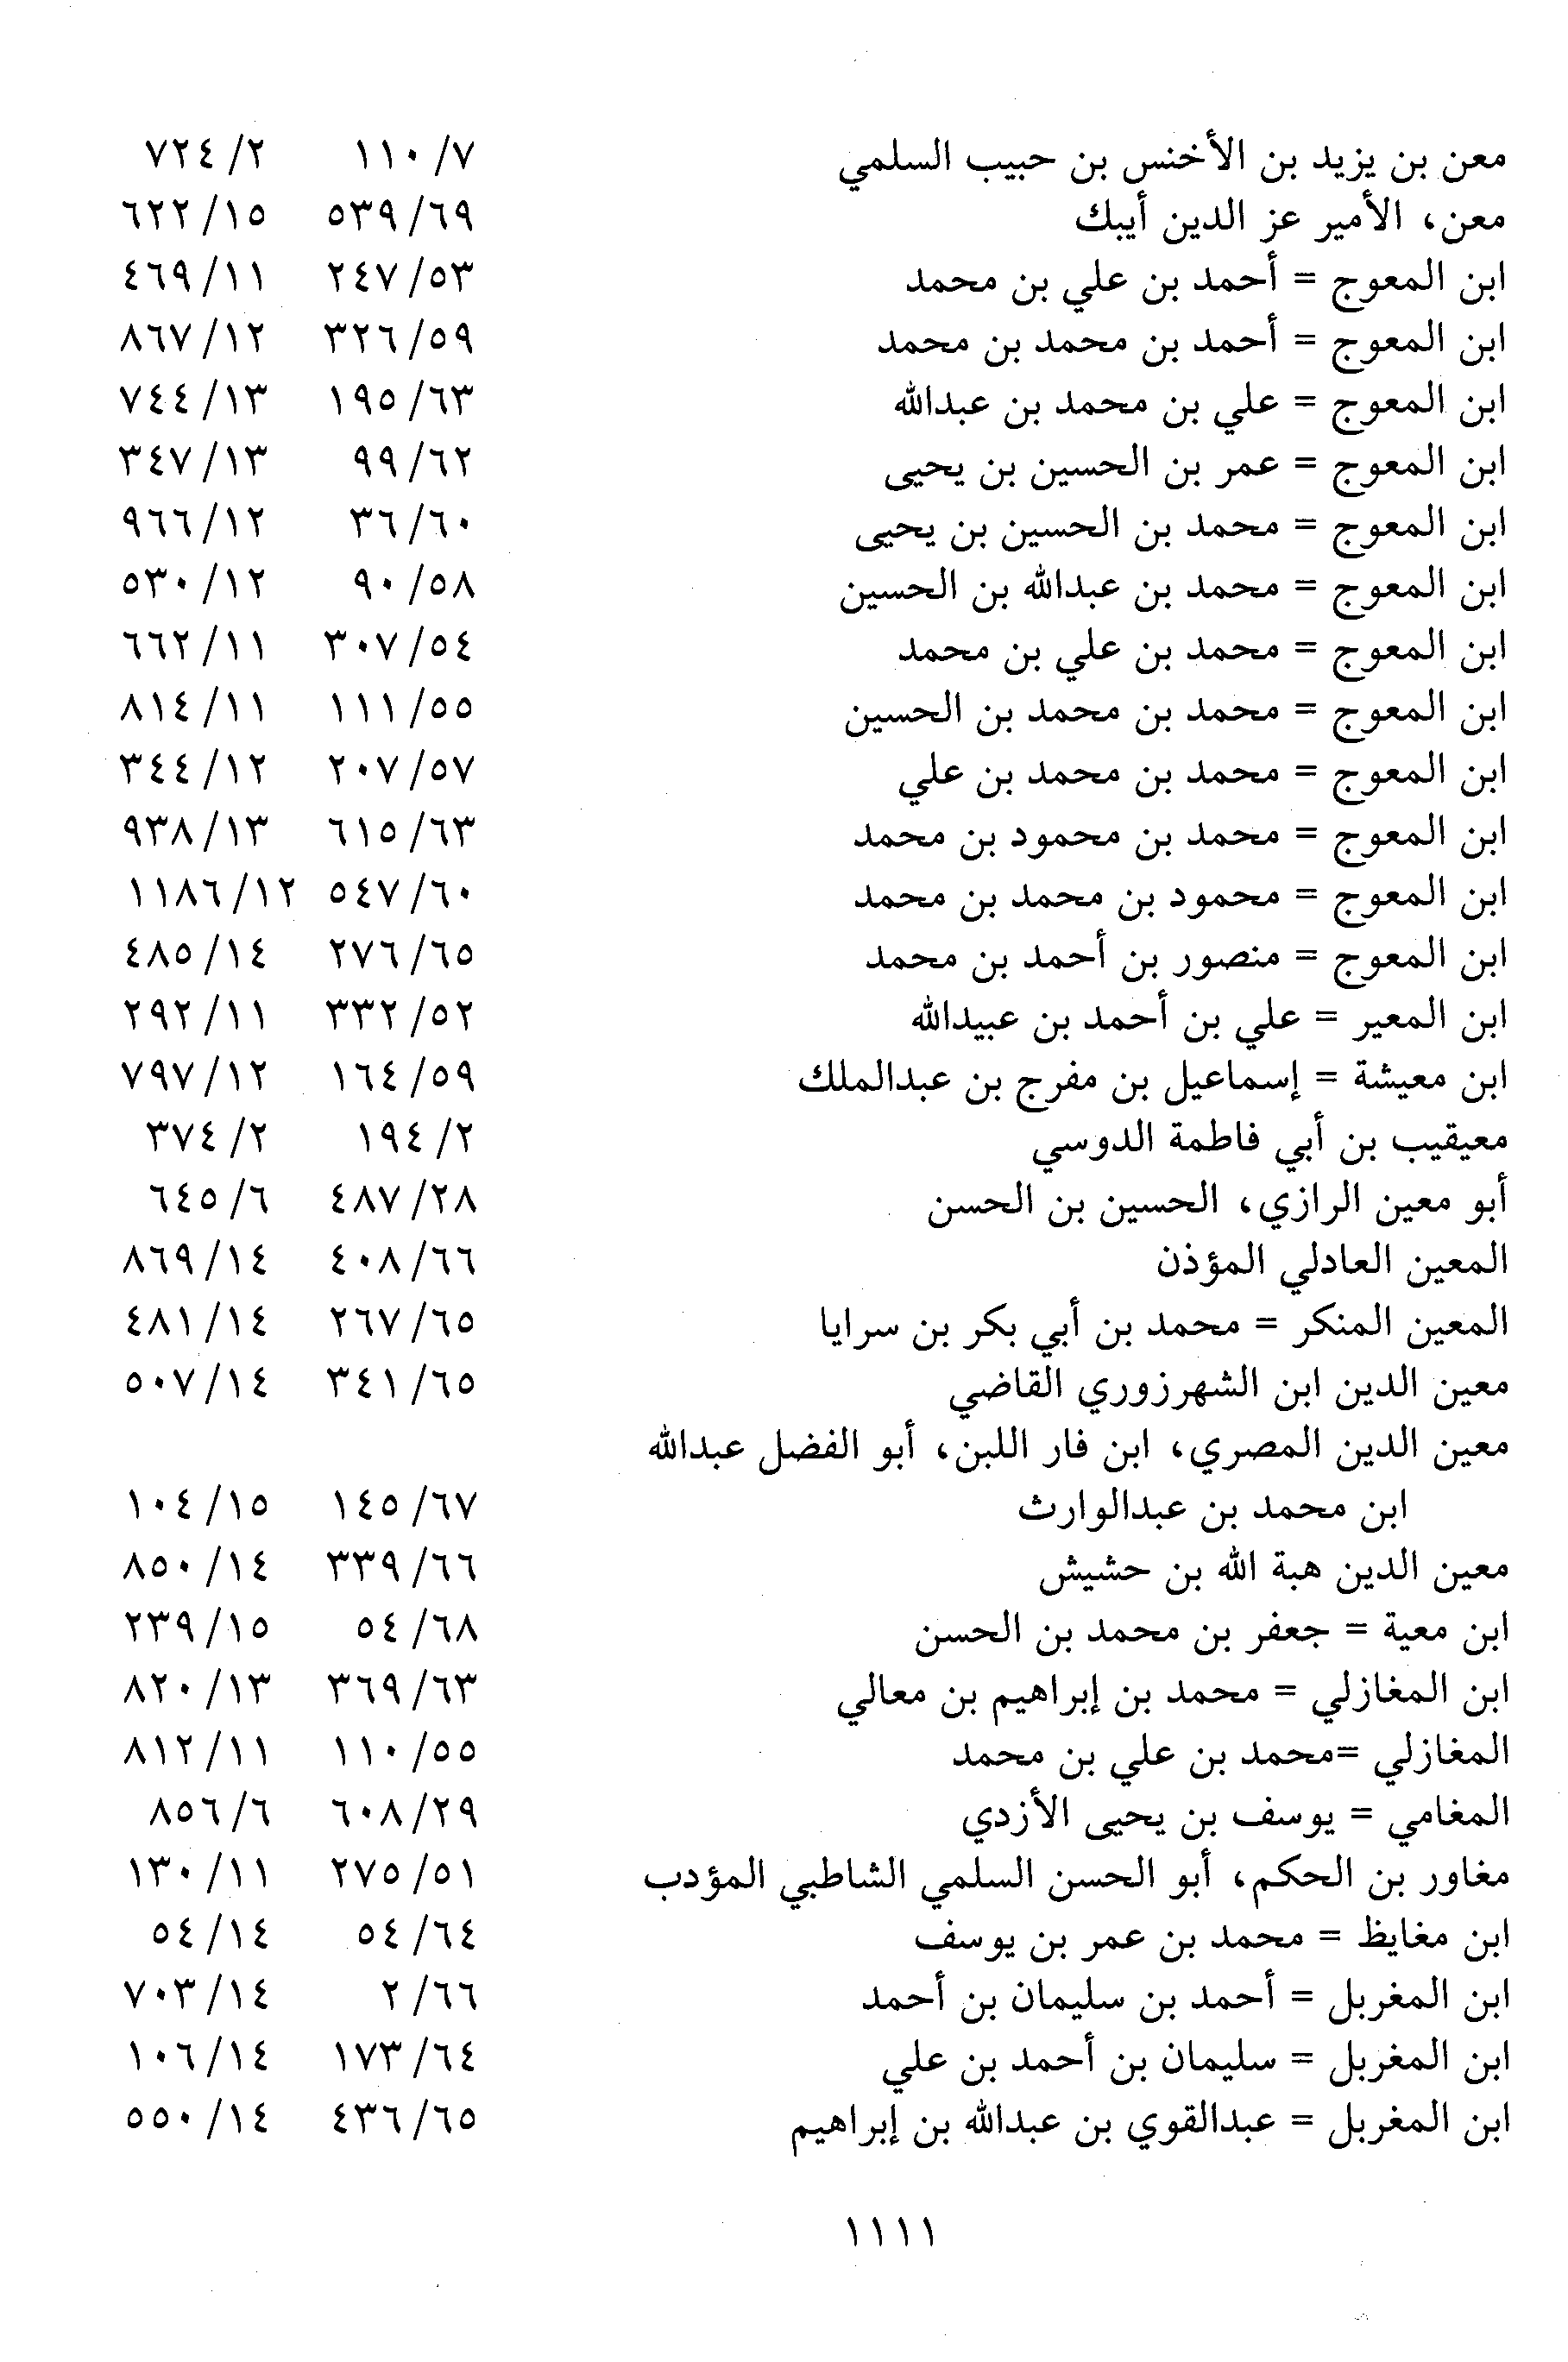 معن بن يزيد بن الأخنس بن حبيب السلمي ٧/ ١١٠ ٢/ ٧٢٤
معن، الأمير عز الدين أيبك ٦٩/ ٥٣٩ ١٥/ ٦٢٢
ابن المعوج = أحمد بن علي بن محمد ٥٣/ ٢٤٧ ١١/ ٤٦٩
ابن المعوج = أحمد بن محمد بن محمد ٥٩/ ٣٢٦ ١٢/ ٨٦٧
ابن المعوج = علي بن محمد بن عبدالله ٦٣/ ١٩٥ ١٣/ ٧٤٤
ابن المعوج = عمر بن الحسين بن يحيى ٦٢/ ٩٩ ١٣/ ٣٤٧
ابن المعوج = محمد بن الحسين بن يحيى ٦٠/ ٣٦ ١٢/ ٩٦٦
ابن المعوج = محمد بن عبدالله بن الحسين ٥٨/ ٩٠ ١٢/ ٥٣٠
ابن المعوج = محمد بن علي بن محمد ٥٤/ ٣٠٧ ١١/ ٦٦٢
ابن المعوج = محمد بن محمد بن الحسين ٥٥/ ١١١ ١١/ ٨١٤
ابن المعوج = محمد بن محمد بن علي ٥٧/ ٢٠٧ ١٢/ ٣٤٤
ابن المعوج = محمد بن محمود بن محمد ٦٣/ ٦١٥ ١٣/ ٩٣٨
ابن المعوج = محمود بن محمد بن محمد ٦٠/ ٥٤٧ ١٢/ ١١٨٦
ابن المعوج = منصور بن أحمد بن محمد ٦٥/ ٢٧٦ ١٤/ ٤٨٥
ابن المعير = علي بن أحمد بن عبيدالله ٥٢/ ٣٣٢ ١١/ ٢٩٢
ابن معيشة = إسماعيل بن مفرج بن عبدالملك ٥٩/ ١٦٤ ١٢/ ٧٩٧
معيقيب بن أبي فاطمة الدوسي ٢/ ١٩٤ ٢/ ٣٧٤
أبو معين الرازي، الحسين بن الحسن ٢٨/ ٤٨٧ ٦/ ٦٤٥
المعين العادلي المؤذن ٦٦/ ٤٠٨ ١٤/ ٨٦٩
المعين المنكر = محمد بن أبي بكر بن سرايا ٦٥/ ٢٦٧ ١٤/ ٤٨١
معين الدين ابن الشهرزوري القاضي ٦٥/ ٣٤١ ١٤/ ٥٠٧
معين الدين المصري، ابن فار اللبن، أبو الفضل عبدالله
ابن محمد بن عبدالوارث ٦٧/ ١٤٥ ١٥/ ١٠٤
معين الدين هبة الله بن حشيش ٦٦/ ٣٣٩ ١٤/ ٨٥٠
ابن معية = جعفر بن محمد بن الحسن ٦٨/ ٥٤ ١٥/ ٢٣٩
ابن المغازلي = محمد بن إبراهيم بن معالي ٦٣/ ٣٦٩ ١٣/ ٨٢٠
المغازلي =محمد بن علي بن محمد ٥٥/ ١١٠ ١١/ ٨١٢
المغامي = يوسف بن يحيى الأزدي ٢٩/ ٦٠٨ ٦/ ٨٥٦
مغاور بن الحكم، أبو الحسن السلمي الشاطبي المؤدب ٥١/ ٢٧٥ ١١/ ١٣٠
ابن مغايظ = محمد بن عمر بن يوسف ٦٤/ ٥٤ ١٤/ ٥٤
ابن المغربل = أحمد بن سليمان بن أحمد ٦٦/ ٢ ١٤/ ٧٠٣
ابن المغربل = سليمان بن أحمد بن علي ٦٤/ ١٧٣ ١٤/ ١٠٦
ابن المغربل = عبدالقوي بن عبدالله بن إبراهيم ٦٥/ ٤٣٦ ١٤/ ٥٥٠
١١١١